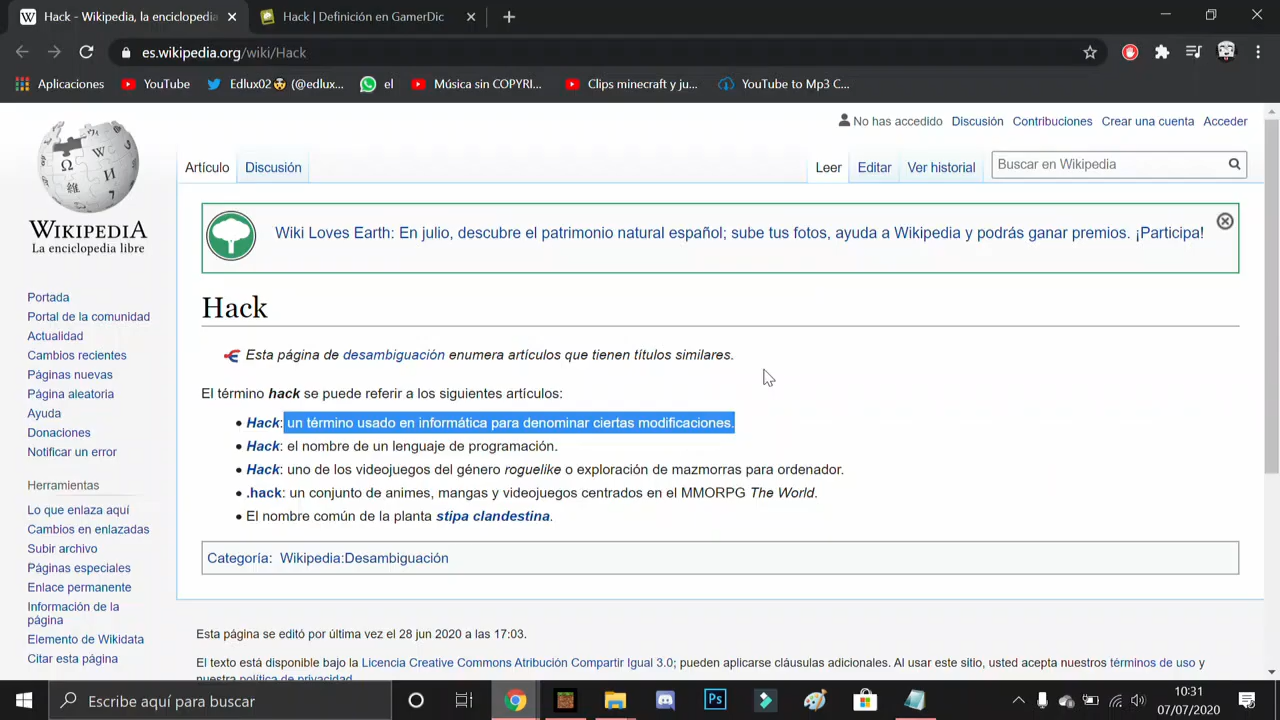 Hack - Wikipedia, la enciclopedia
Hack | Definición en GamerDic
es.wikipedia.org/wiki/Hack
Aplicaciones
YouTube
Edlux02 (@edlux...
el
Música sin COPYRI...
Clips minecraft y ju...
YouTube to Mp3 C...
No has accedido Discusión Contribuciones Crear una cuenta Acceder
Artículo Discusión Leer Editar Ver historial Buscar en Wikipedia
WIKIPEDIA
La enciclopedia libre
Wiki Loves Earth: En julio, descubre el patrimonio natural español; sube tus fotos, ayuda a Wikipedia y podrás ganar premios. ¡Participa!
Portada
Portal de la comunidad
Actualidad
Cambios recientes
Páginas nuevas
Página aleatoria
Ayuda
Donaciones
Notificar un error
Herramientas
Lo que enlaza aquí
Cambios en enlazadas
Subir archivo
Páginas especiales
Enlace permanente
Información de la
página
Elemento de Wikidata
Citar esta página
Hack
Esta página de desambiguación enumera artículos que tienen títulos similares.
El término hack se puede referir a los siguientes artículos:
• Hack: un término usado en informática para denominar ciertas modificaciones.
• Hack: el nombre de un lenguaje de programación.
• Hack: uno de los videojuegos del género roguelike o exploración de mazmorras para ordenador.
• .hack: un conjunto de animes, mangas y videojuegos centrados en el MMORPG The World.
• El nombre común de la planta stipa clandestina.
Categoría: Wikipedia:Desambiguación
Esta página se editó por última vez el 28 jun 2020 a las 17:03.
El texto está disponible bajo la Licencia Creative Commons Atribución Compartir Igual 3.0; pueden aplicarse cláusulas adicionales. Al usar este sitio, usted acepta nuestros términos de uso y
nuestra política de privacidad.
Escribe aquí para buscar
Ps
10:31
07/07/2020